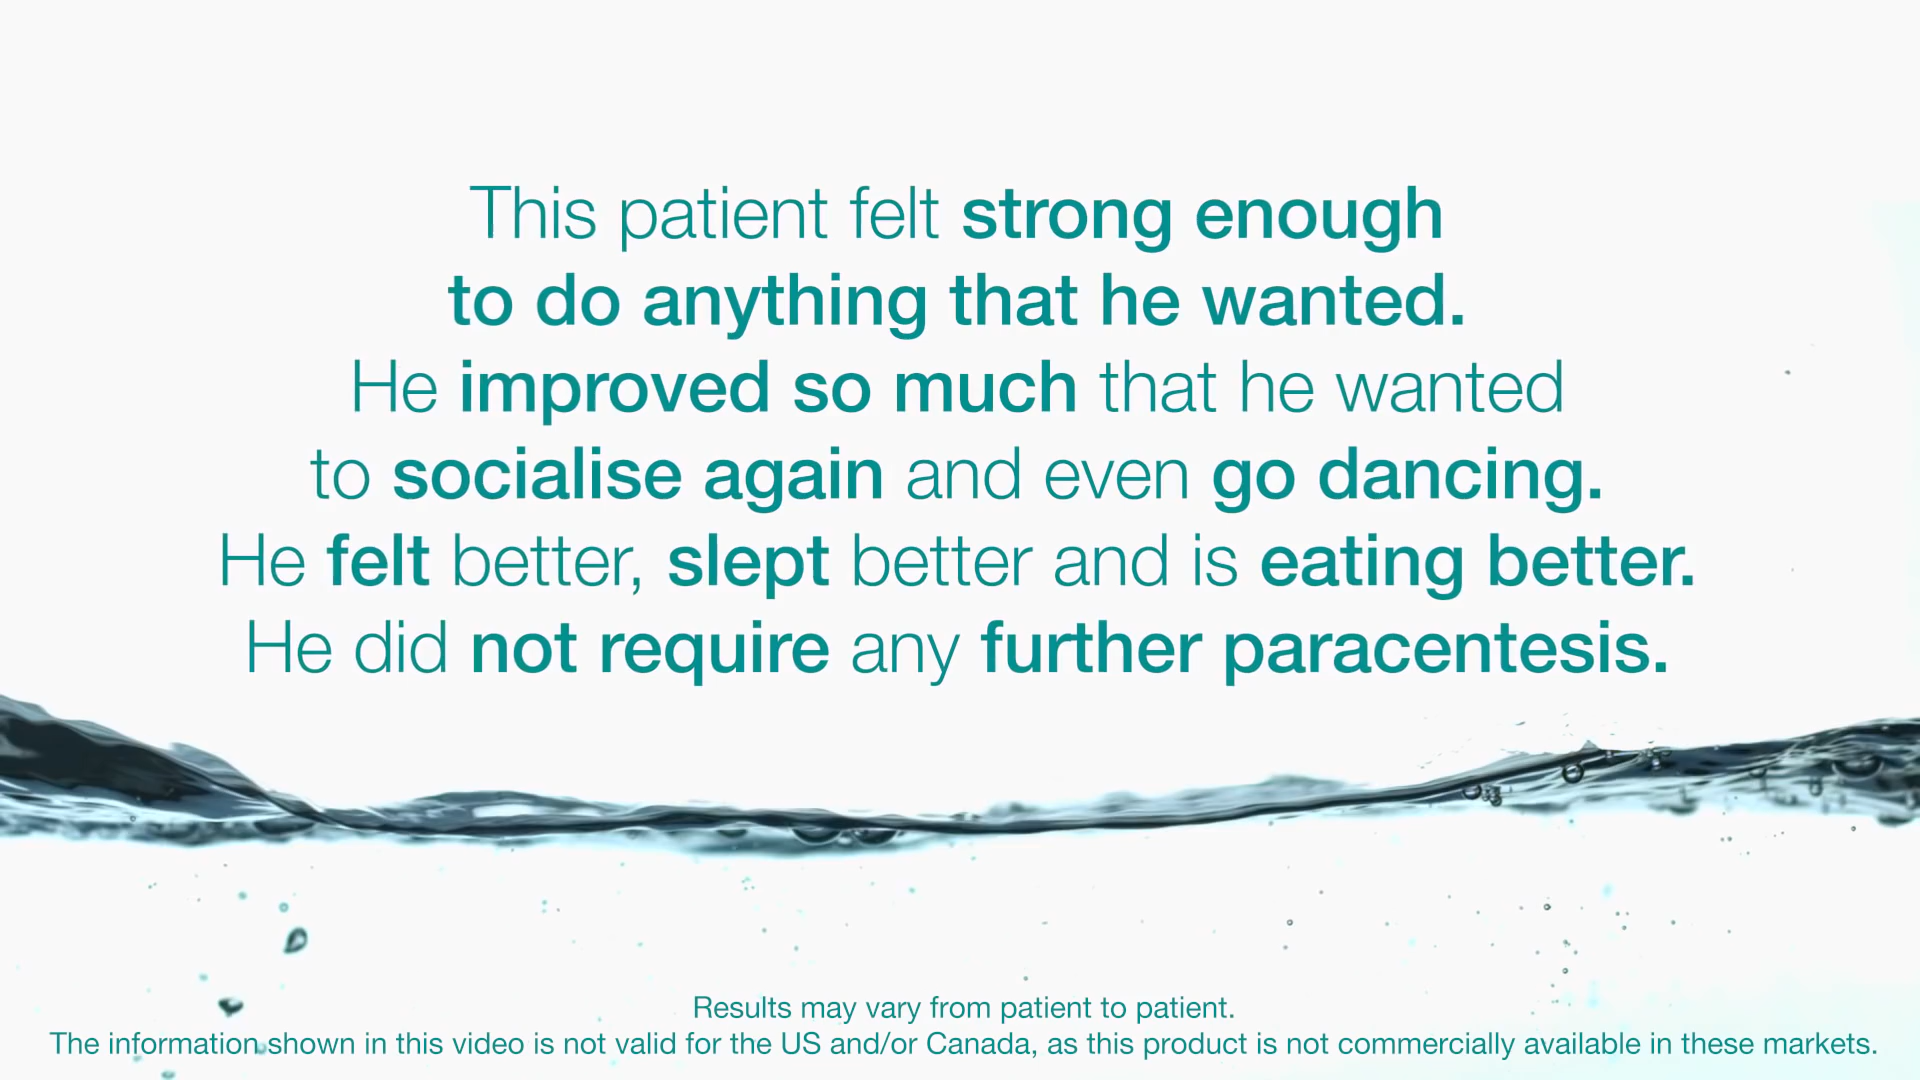 This patient felt strong enough
to do anything that he wanted.
He improved so much that he wanted
to socialise again and even go dancing.
He felt better, slept better and is eating better.
He did not require any further paracentesis.
Results may vary from patient to patient.
The information shown in this video is not valid for the US and/or Canada, as this product is not commercially available in these markets.